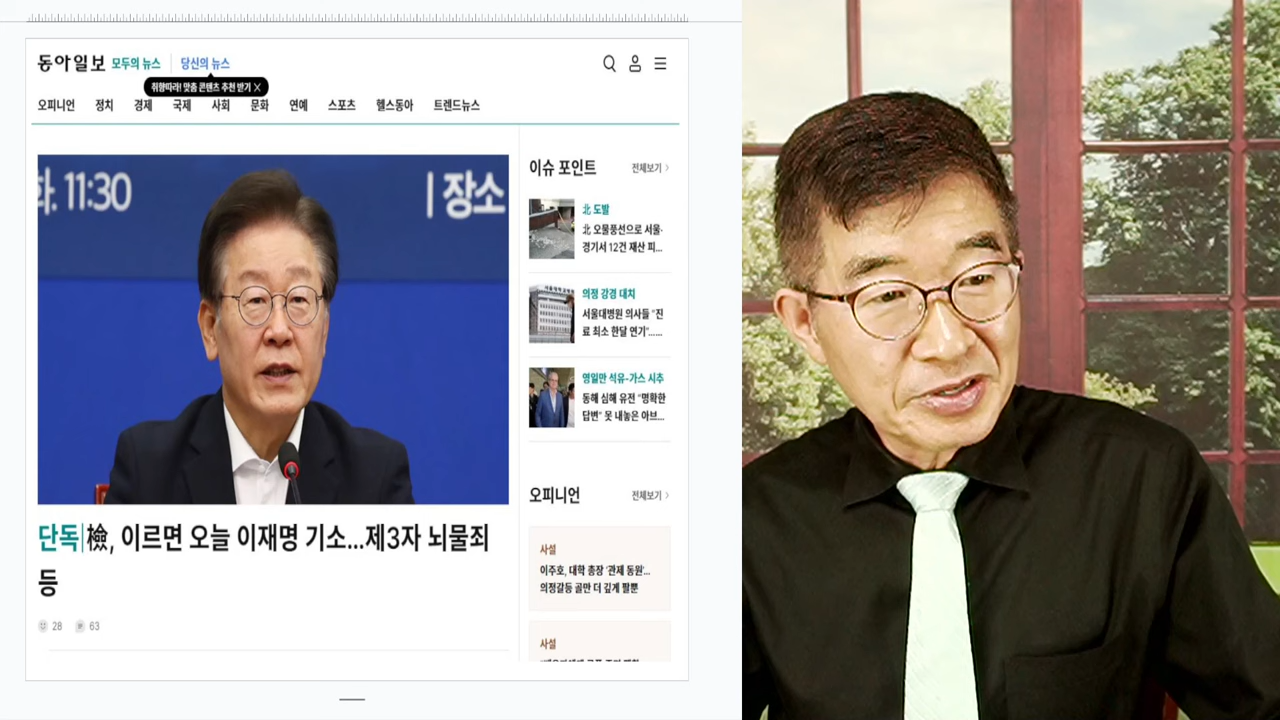 동아일보 모두의 뉴스 당신의 뉴스
취향따라! 맞춤 콘텐츠 추천 받기 X
오피니언 정치 경제 국제 사회 문화 연예 스포츠 헬스동아 트렌드뉴스
화. 11:30
| 장소
단독|檢, 이르면 오늘 이재명 기소...제3자 뇌물죄
등
28 63
이슈 포인트 전체보기 >
北 도발
北 오물풍선으로 서울·
경기서 12건 재산 피...
의정 강경 대치
서울대병원 의사들 “진
료 최소 한달 연기”......
영일만 석유-가스 시추
동해 심해 유전 “명확한
답변” 못 내놓은 아브...
오피니언 전체보기 >
사설
이주호, 대학 총장 ‘관제 동원’...
의정갈등 골만 더 깊게 팔뿐
사설